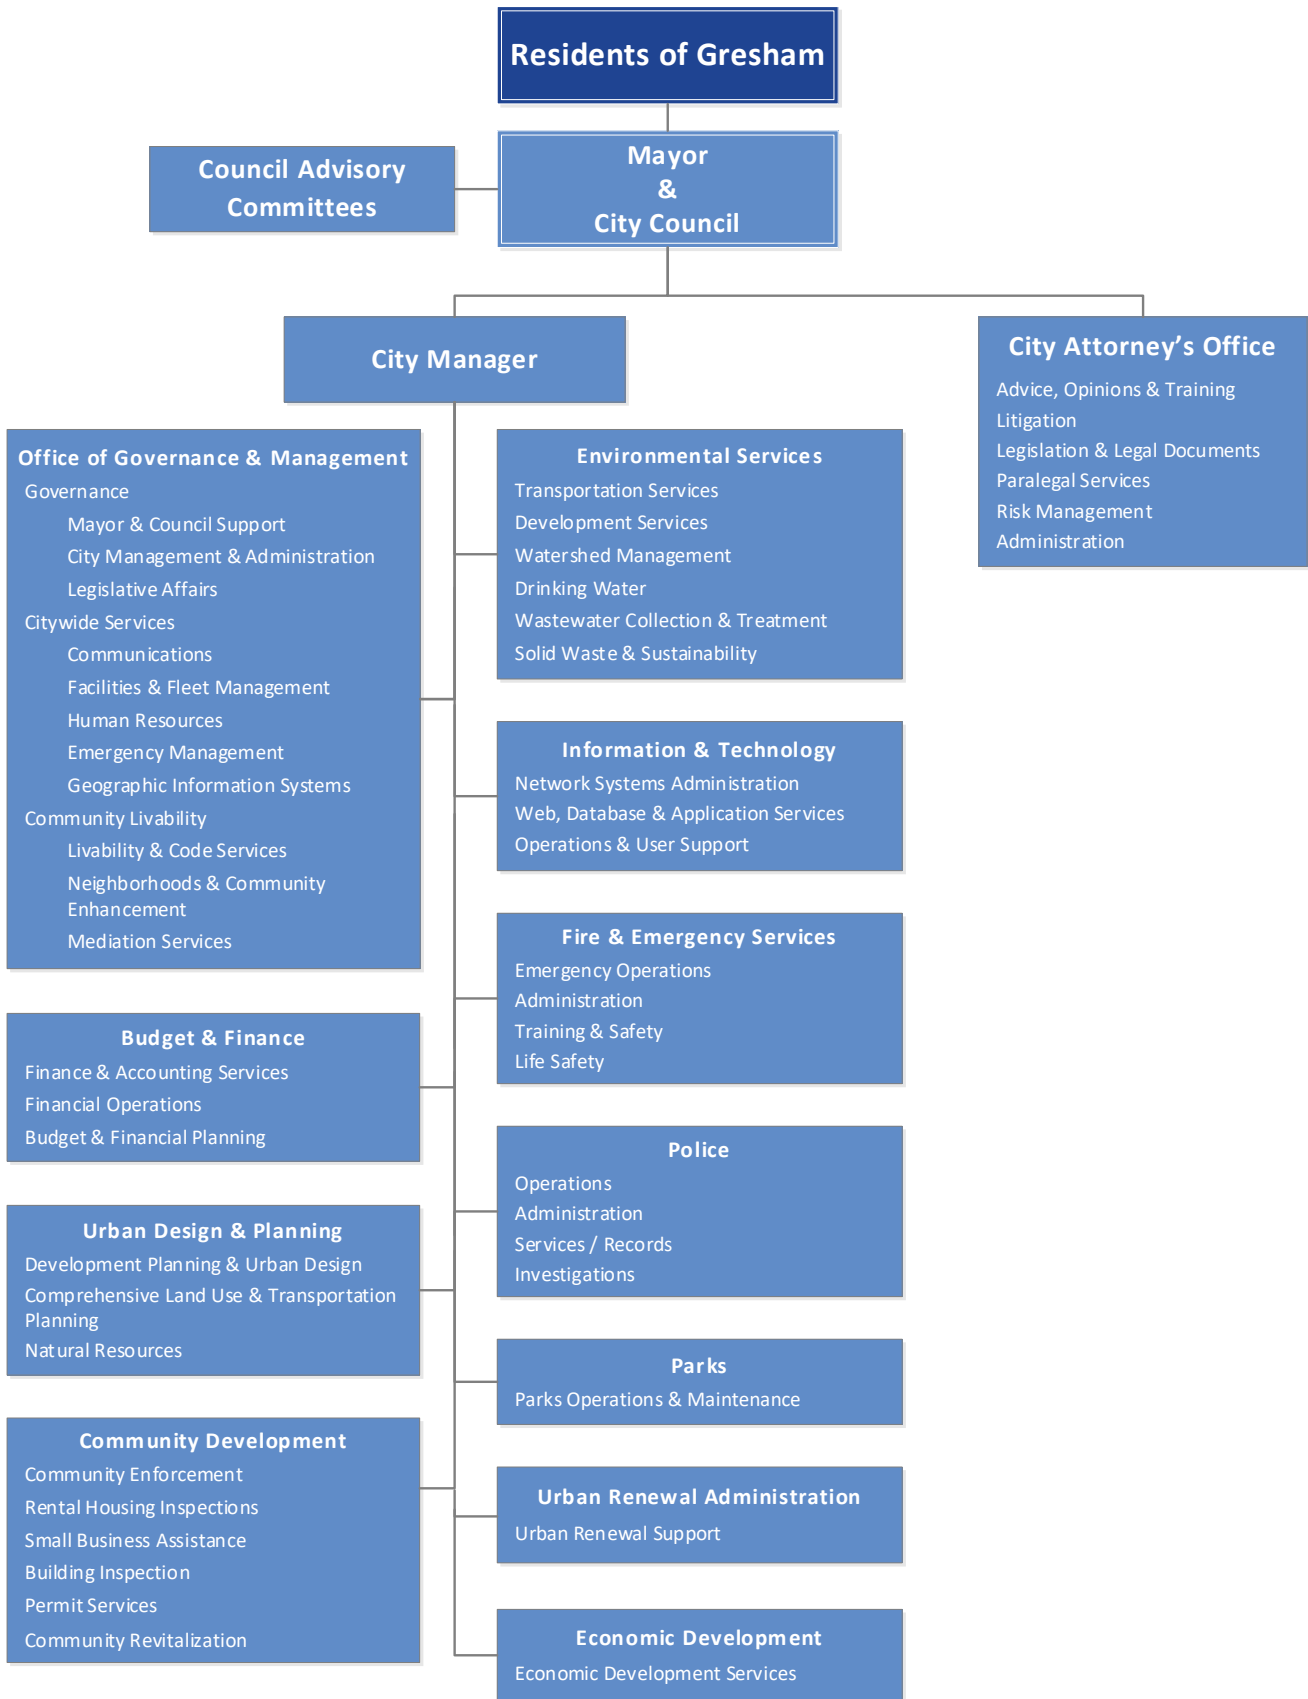 Residents of Gresham
Council Advisory
Committees
Mayor
&
City Council
City Manager
City Attorney’s Office
Advice, Opinions & Training
Litigation
Legislation & Legal Documents
Paralegal Services
Risk Management
Administration
Office of Governance & Management
Governance
Mayor & Council Support
City Management & Administration
Legislative Affairs
Citywide Services
Communications
Facilities & Fleet Management
Human Resources
Emergency Management
Geographic Information Systems
Community Livability
Livability & Code Services
Neighborhoods & Community
Enhancement
Mediation Services
Budget & Finance
Finance & Accounting Services
Financial Operations
Budget & Financial Planning
Urban Design & Planning
Development Planning & Urban Design
Comprehensive Land Use & Transportation
Planning
Natural Resources
Community Development
Community Enforcement
Rental Housing Inspections
Small Business Assistance
Building Inspection
Permit Services
Community Revitalization
Environmental Services
Transportation Services
Development Services
Watershed Management
Drinking Water
Wastewater Collection & Treatment
Solid Waste & Sustainability
Information & Technology
Network Systems Administration
Web, Database & Application Services
Operations & User Support
Fire & Emergency Services
Emergency Operations
Administration
Training & Safety
Life Safety
Police
Operations
Administration
Services / Records
Investigations
Parks
Parks Operations & Maintenance
Urban Renewal Administration
Urban Renewal Support
Economic Development
Economic Development Services